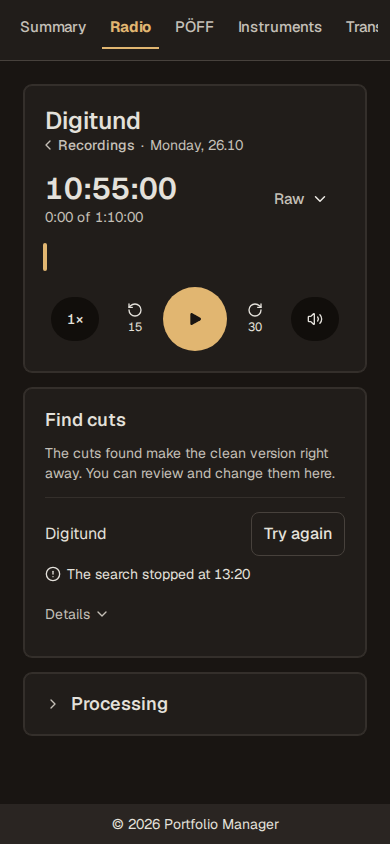 Summary Radio PÖFF Instruments Trans
Digitund
Recordings · Monday, 26.10
10:55:00
0:00 of 1:10:00
Raw
1×
15
30
Find cuts
The cuts found make the clean version right
away. You can review and change them here.
Digitund
Try again
The search stopped at 13:20
Details
Processing
© 2026 Portfolio Manager